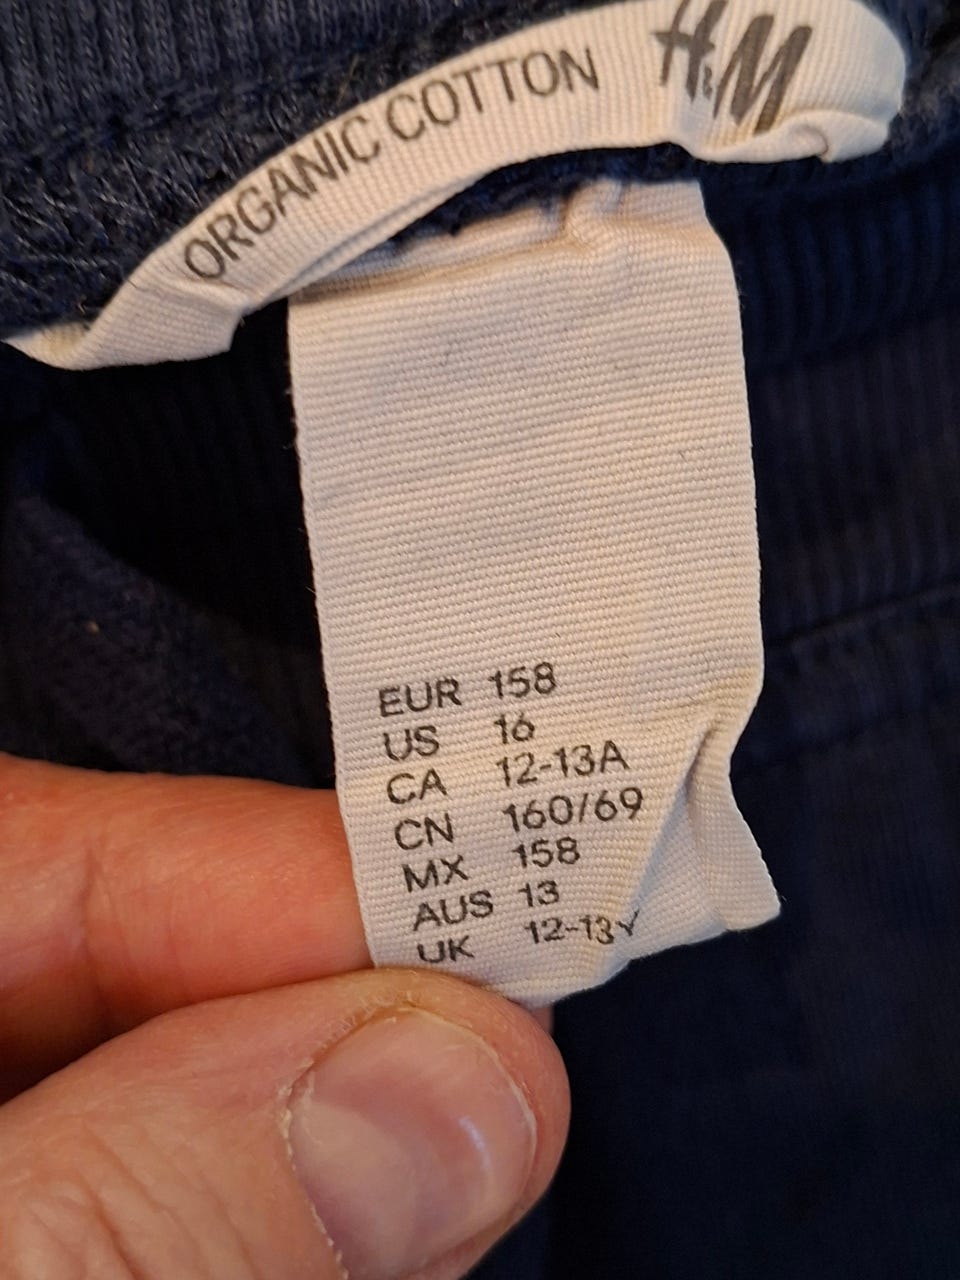 ORGANIC COTTON H&M
EUR 158
US 16
CA 12-13A
CN 160/69
MX 158
AUS 13
UK 12-13Y